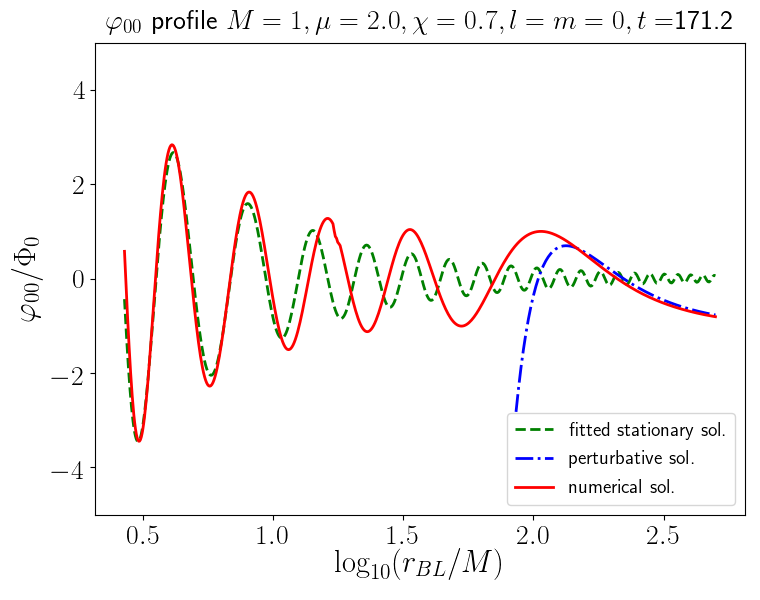 φ₀₀ profile M = 1, μ = 2.0, χ = 0.7, l = m = 0, t =171.2
φ₀₀/Φ₀
4
2
0
−2
−4
fitted stationary sol.
perturbative sol.
numerical sol.
0.5 1.0 1.5 2.0 2.5
log₁₀(r_BL/M)